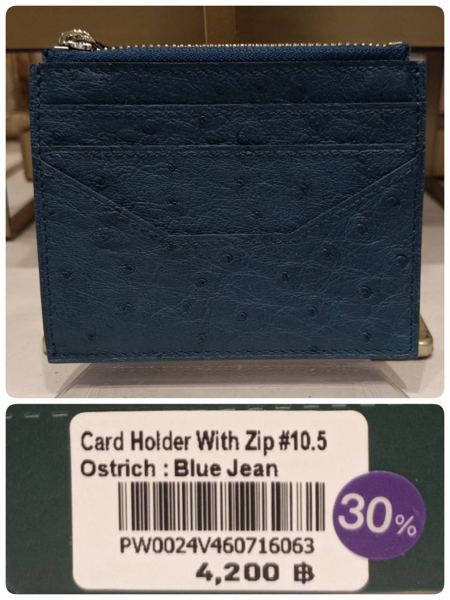 Card Holder With Zip #10.5
Ostrich : Blue Jean
30%
PW0024V460716063
4,200 ฿